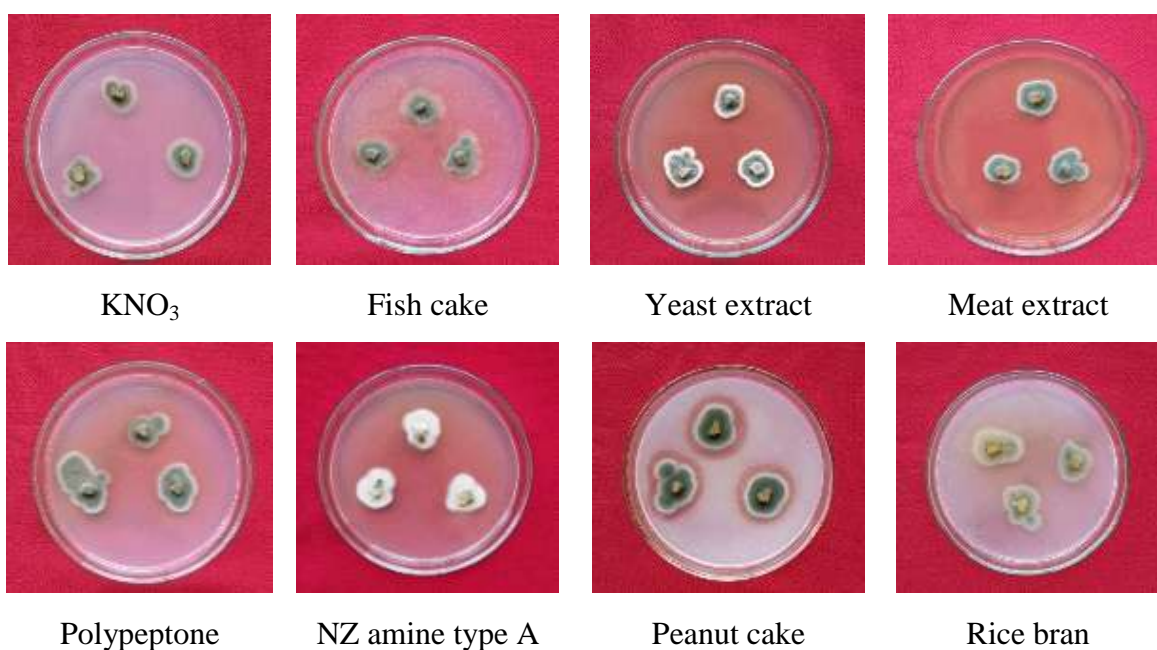 KNO₃ Fish cake Yeast extract Meat extract
Polypeptone NZ amine type A Peanut cake Rice bran